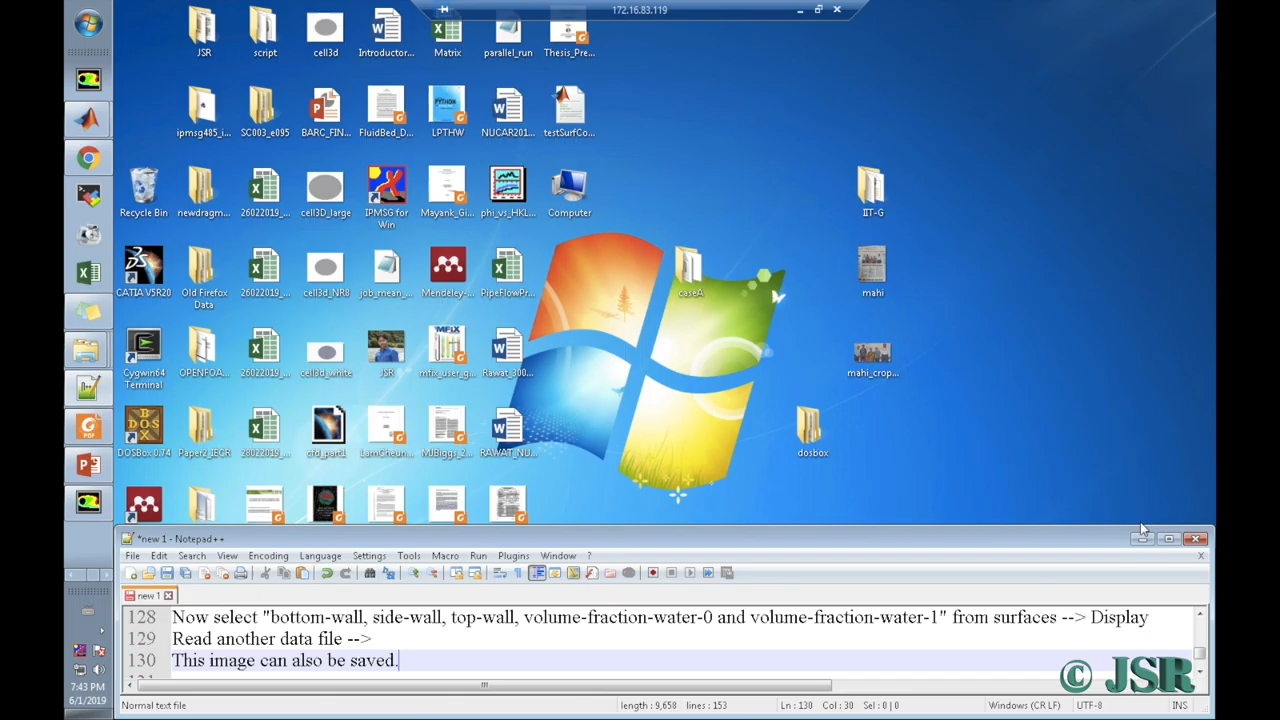 172.16.83.119
JSR
script
cell3d
Introductor...
Matrix
parallel_run
Thesis_Pre...
ipmsg485_i...
SC003_e095
BARC_FIN...
FluidBed_D...
LPTHW
NUCAR201...
testSurfCo...
Recycle Bin
newdragm...
26022019_...
cell3D_large
IPMSG for Win
Mayank_Gi...
phi_vs_HKL...
Computer
IIT-G
CATIA V5R20
Old Firefox Data
26022019_...
cell3d_NR8
job_mean_...
Mendeley-...
PipeFlowPr...
caseA
mahi
Cygwin64 Terminal
OPENFOA...
26022019_...
cell3d_white
JSR
mfix_user_g...
Rawat_300...
mahi_crop...
DOSBox 0.74
Paper2_IECR
28022019_...
cfd_part1
LamCheun...
MJBiggs_2...
RAWAT_NU...
dosbox
*new 1 - Notepad++
File Edit Search View Encoding Language Settings Tools Macro Run Plugins Window ?
X
new 1
128 Now select "bottom-wall, side-wall, top-wall, volume-fraction-water-0 and volume-fraction-water-1" from surfaces --> Display
129 Read another data file -->
130 This image can also be saved.
© JSR
Normal text file length : 9,658 lines : 153 Ln : 130 Col : 30 Sel : 0 | 0 Windows (CR LF) UTF-8 INS
7:43 PM
6/1/2019